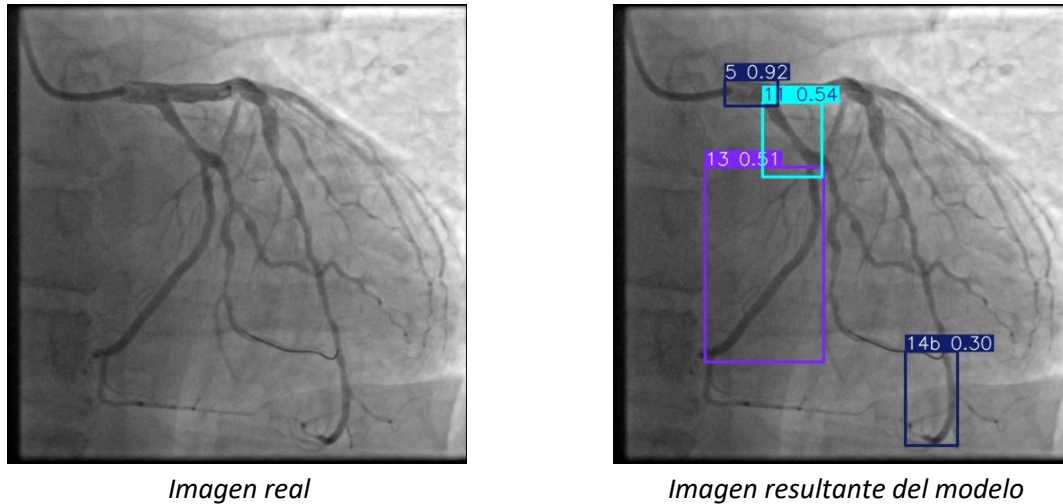 5 0.92
11 0.54
13 0.51
14b 0.30
Imagen real
Imagen resultante del modelo